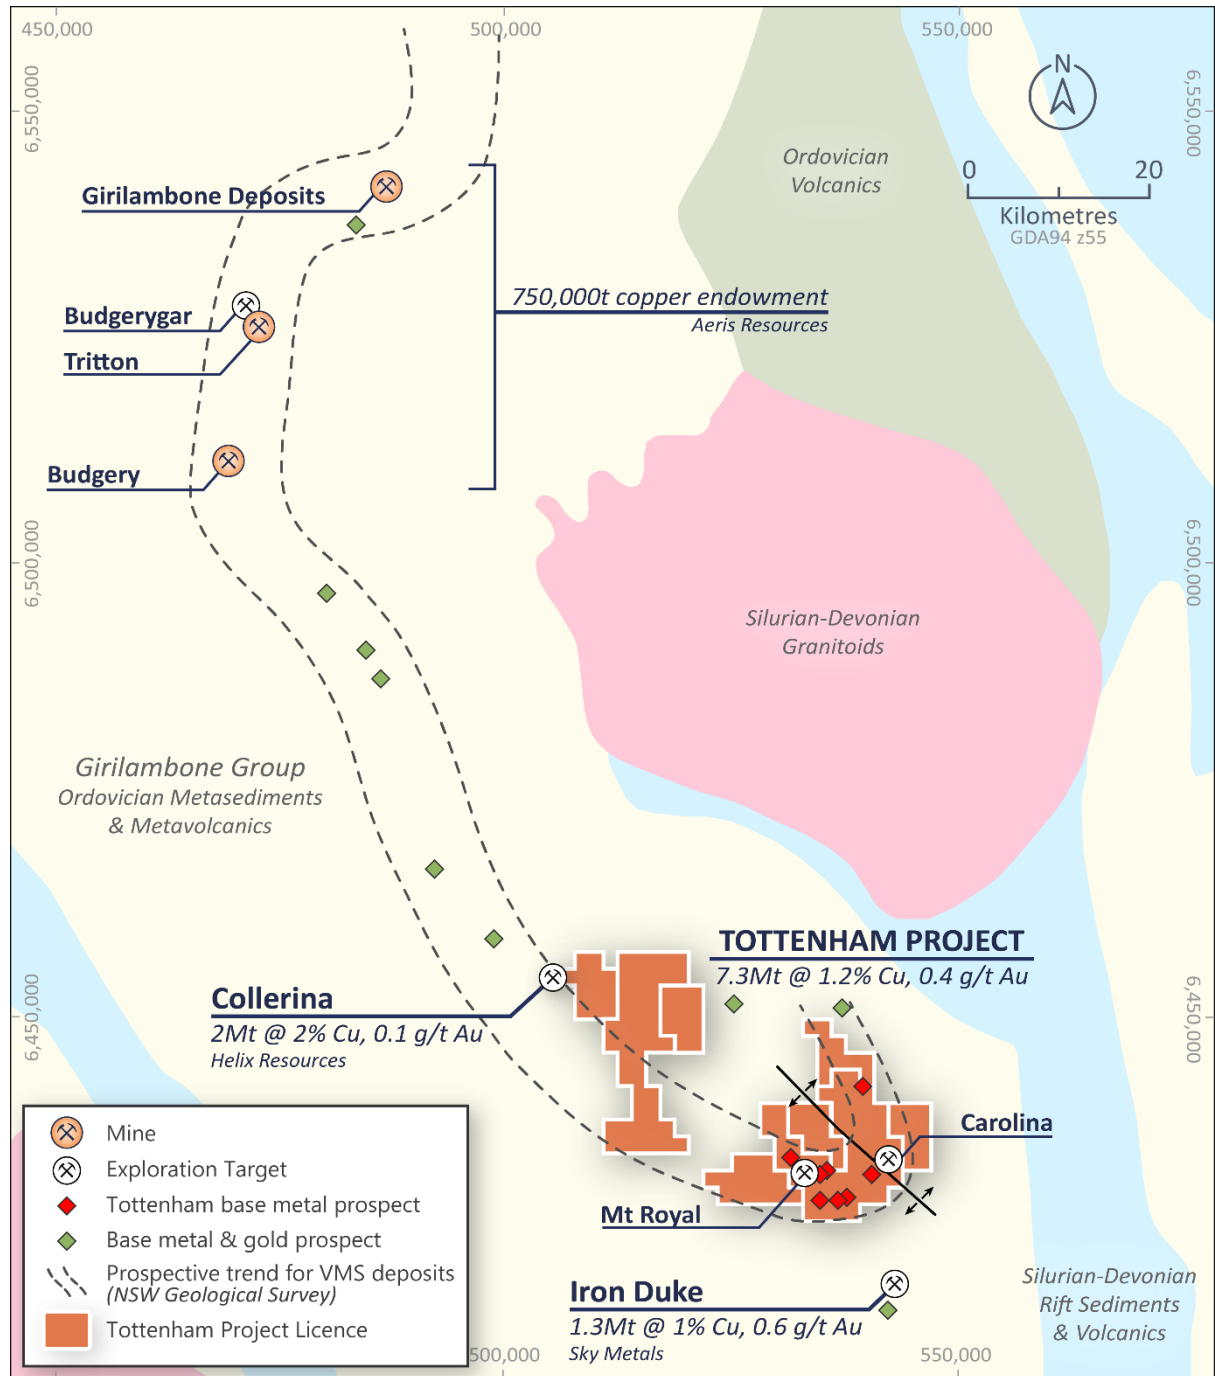 450,000
500,000
550,000
6,550,000
6,550,000
N
0
20
Kilometres
GDA94 z55
Ordovician
Volcanics
Girilambone Deposits
Budgerygar
Tritton
750,000t copper endowment
Aeris Resources
Budgery
6,500,000
6,500,000
Silurian-Devonian
Granitoids
Girilambone Group
Ordovician Metasediments
& Metavolcanics
TOTTENHAM PROJECT
7.3Mt @ 1.2% Cu, 0.4 g/t Au
Collerina
2Mt @ 2% Cu, 0.1 g/t Au
Helix Resources
6,450,000
6,450,000
Carolina
Mt Royal
Iron Duke
1.3Mt @ 1% Cu, 0.6 g/t Au
Sky Metals
Silurian-Devonian
Rift Sediments
& Volcanics
Mine
Exploration Target
Tottenham base metal prospect
Base metal & gold prospect
Prospective trend for VMS deposits
(NSW Geological Survey)
Tottenham Project Licence
500,000
550,000